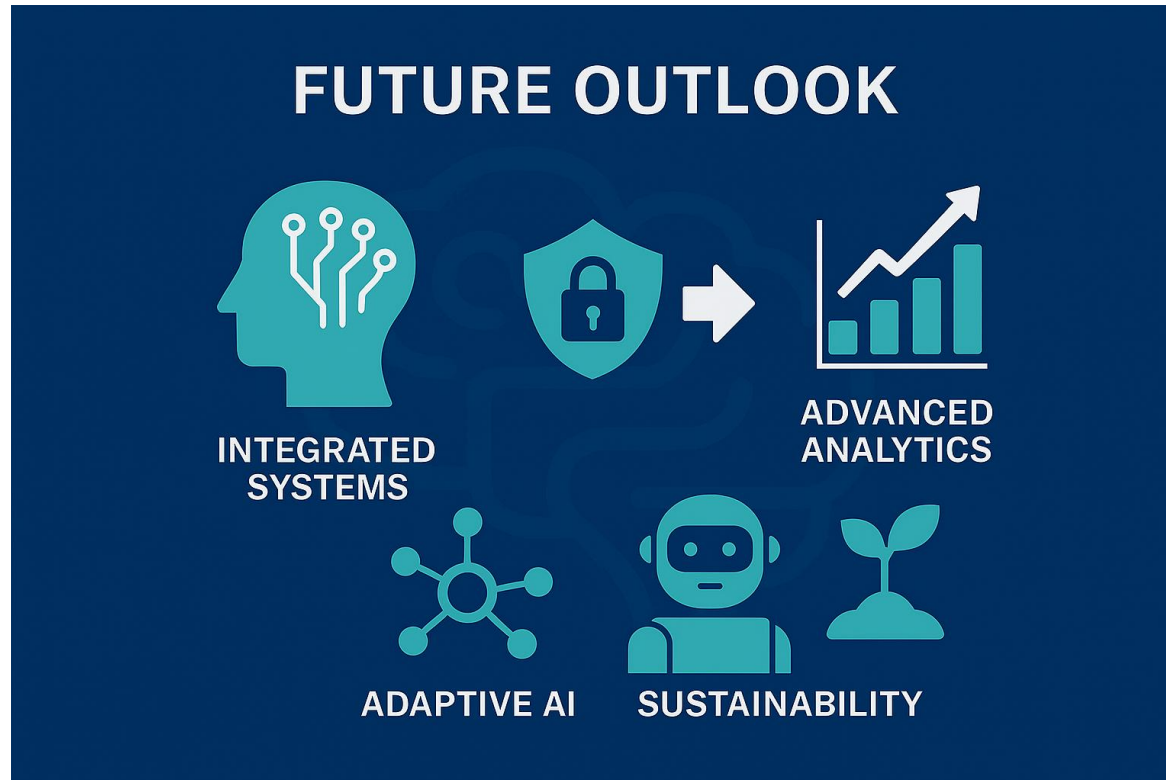 FUTURE OUTLOOK
INTEGRATED
SYSTEMS
ADVANCED
ANALYTICS
ADAPTIVE AI
SUSTAINABILITY